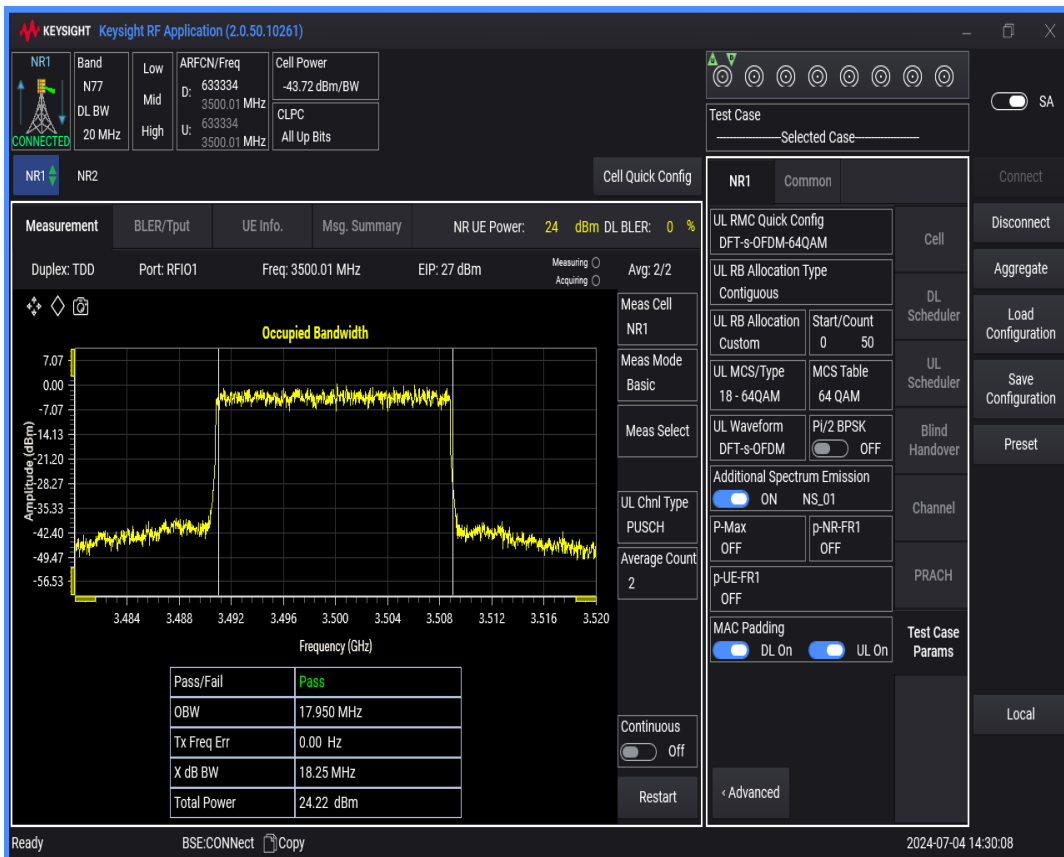 KEYSIGHT Keysight RF Application (2.0.50.10261)
NR1
CONNECTED
Band
N77
DL BW
20 MHz
Low
Mid
High
ARFCN/Freq
D: 633334
3500.01 MHz
U: 633334
3500.01 MHz
Cell Power
-43.72 dBm/BW
CLPC
All Up Bits
Test Case
Selected Case
SA
NR1
NR2
Cell Quick Config
Measurement
BLER/Tput
UE Info.
Msg. Summary
NR UE Power: 24 dBm DL BLER: 0 %
Duplex: TDD
Port: RFIO1
Freq: 3500.01 MHz
EIP: 27 dBm
Measuring
Acquiring
Avg: 2/2
Occupied Bandwidth
Amplitude (dBm)
7.07
0.00
-7.07
-14.13
-21.20
-28.27
-35.33
-42.40
-49.47
-56.53
3.484 3.488 3.492 3.496 3.500 3.504 3.508 3.512 3.516 3.520
Frequency (GHz)
Pass/Fail Pass
OBW 17.950 MHz
Tx Freq Err 0.00 Hz
X dB BW 18.25 MHz
Total Power 24.22 dBm
Meas Cell
NR1
Meas Mode
Basic
Meas Select
UL Chnl Type
PUSCH
Average Count
2
Continuous
Off
Restart
NR1
Common
UL RMC Quick Config
DFT-s-OFDM-64QAM
UL RB Allocation Type
Contiguous
UL RB Allocation
Custom
Start/Count
0 50
UL MCS/Type
18 - 64QAM
MCS Table
64 QAM
UL Waveform
DFT-s-OFDM
Pi/2 BPSK
OFF
Additional Spectrum Emission
ON NS_01
P-Max
OFF
p-NR-FR1
OFF
p-UE-FR1
OFF
MAC Padding
DL On UL On
‹ Advanced
Cell
DL
Scheduler
UL
Scheduler
Blind
Handover
Channel
PRACH
Test Case
Params
Connect
Disconnect
Aggregate
Load
Configuration
Save
Configuration
Preset
Local
Ready
BSE:CONNect
Copy
2024-07-04 14:30:08